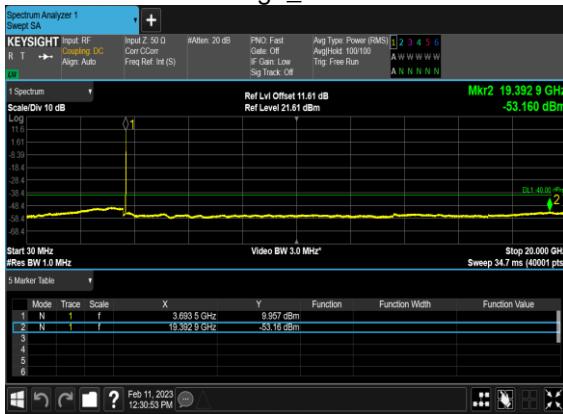 Spectrum Analyzer 1
Swept SA
+
KEYSIGHT Input: RF Input Z: 50 Ω #Atten: 20 dB PNO: Fast Avg Type: Power (RMS) 1 2 3 4 5 6
R T Coupling: DC Corr CCorr Gate: Off Avg|Hold: 100/100 A W W W W W
Align: Auto Freq Ref: Int (S) IF Gain: Low Trig: Free Run
Sig Track: Off A N N N N N
1 Spectrum Ref Lvl Offset 11.61 dB Mkr2 19.392 9 GHz
Scale/Div 10 dB Ref Level 21.61 dBm -53.160 dBm
Log
11.6
1.61
-8.39
-18.4
-28.4
-38.4
-48.4
-58.4
-68.4
1
DL1 -40.00 dBm
2
Start 30 MHz Video BW 3.0 MHz* Stop 20.000 GHz
#Res BW 1.0 MHz Sweep 34.7 ms (40001 pts)
5 Marker Table
Mode Trace Scale X Y Function Function Width Function Value
1 N 1 f 3.693 5 GHz 9.957 dBm
2 N 1 f 19.392 9 GHz -53.16 dBm
3
4
5
6
? Feb 11, 2023
12:30:53 PM